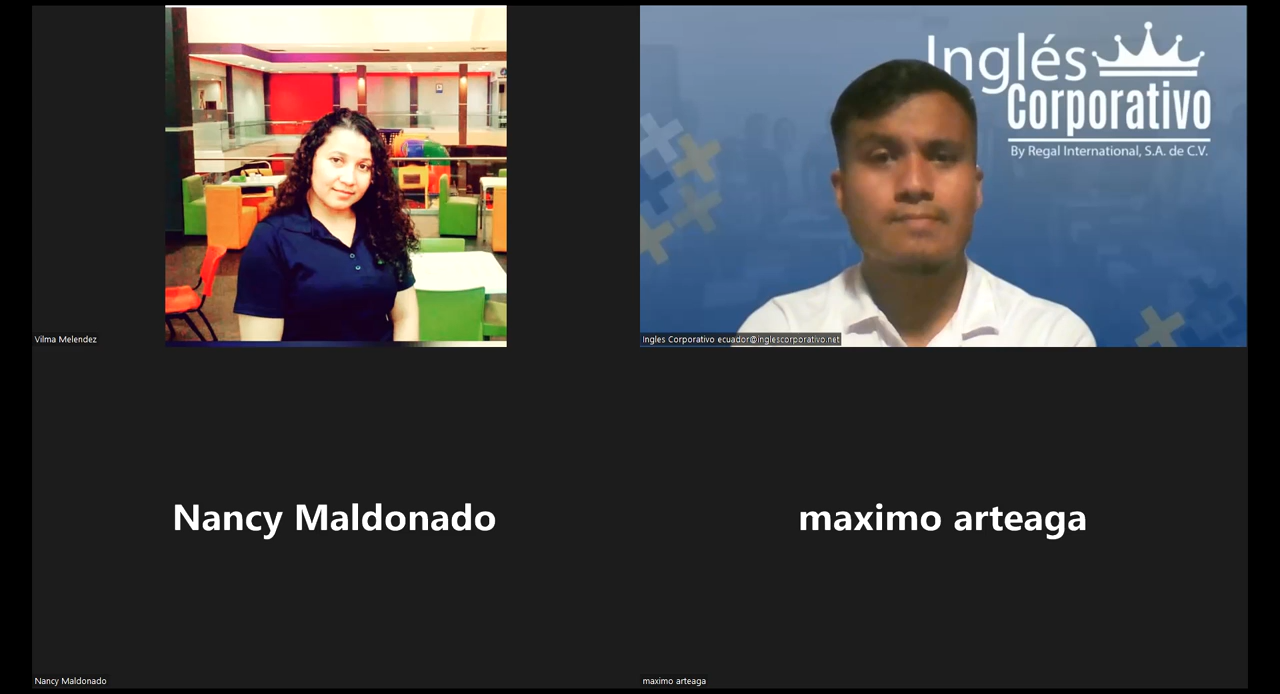 Inglés
Corporativo
By Regal International, S.A. de C.V.
Vilma Melendez
Ingles Corporativo ecuador@inglescorporativo.net
Nancy Maldonado
maximo arteaga
Nancy Maldonado
maximo arteaga